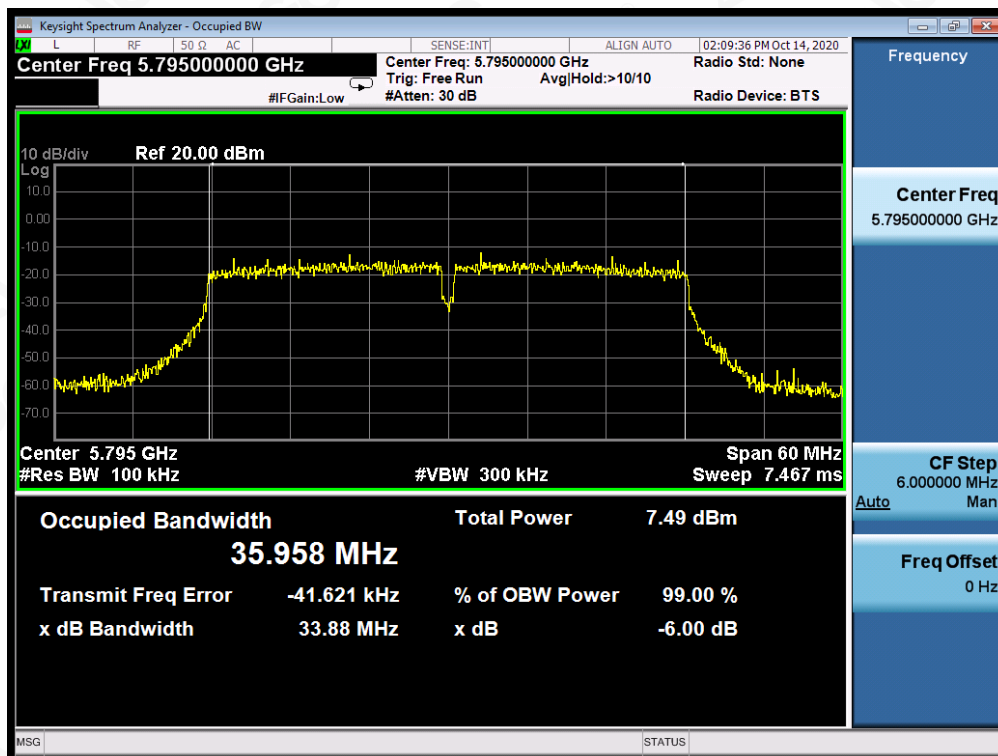 Keysight Spectrum Analyzer - Occupied BW
LXI L RF 50 Ω AC SENSE:INT ALIGN AUTO 02:09:36 PM Oct 14, 2020
Center Freq 5.795000000 GHz
Center Freq: 5.795000000 GHz
Radio Std: None
Trig: Free Run Avg|Hold:>10/10
#IFGain:Low
#Atten: 30 dB
Radio Device: BTS
10 dB/div Ref 20.00 dBm
Log
10.0
0.00
-10.0
-20.0
-30.0
-40.0
-50.0
-60.0
-70.0
Center 5.795 GHz Span 60 MHz
#Res BW 100 kHz #VBW 300 kHz Sweep 7.467 ms
Occupied Bandwidth Total Power 7.49 dBm
35.958 MHz
Transmit Freq Error -41.621 kHz % of OBW Power 99.00 %
x dB Bandwidth 33.88 MHz x dB -6.00 dB
MSG STATUS
Frequency
Center Freq
5.795000000 GHz
CF Step
6.000000 MHz
Auto Man
Freq Offset
0 Hz